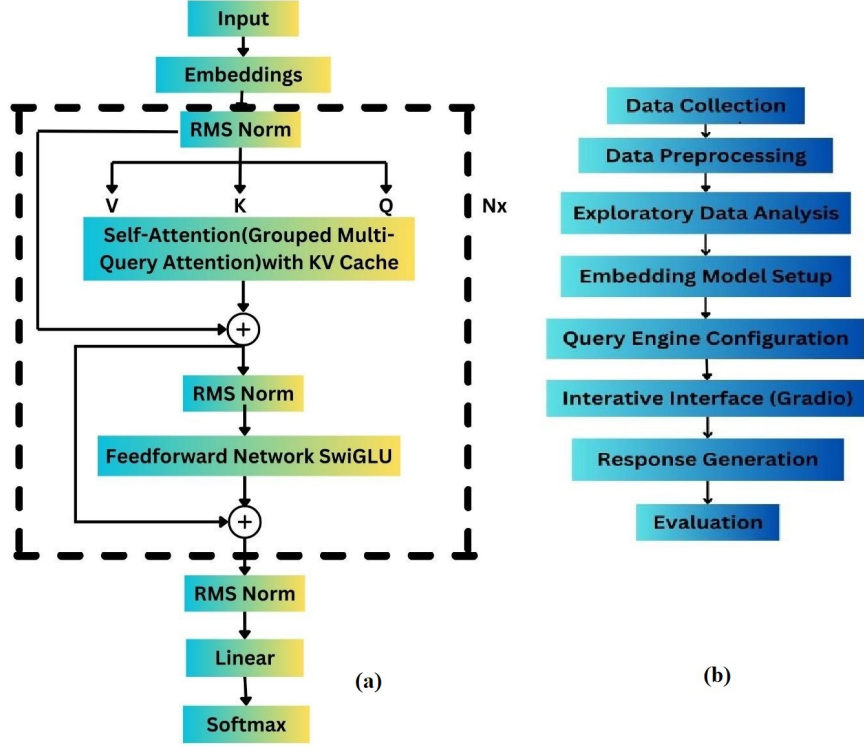 Input
Embeddings
RMS Norm
V K Q
Nx
Self-Attention(Grouped Multi-
Query Attention)with KV Cache
+
RMS Norm
Feedforward Network SwiGLU
+
RMS Norm
Linear
Softmax
(a)
Data Collection
Data Preprocessing
Exploratory Data Analysis
Embedding Model Setup
Query Engine Configuration
Interative Interface (Gradio)
Response Generation
Evaluation
(b)